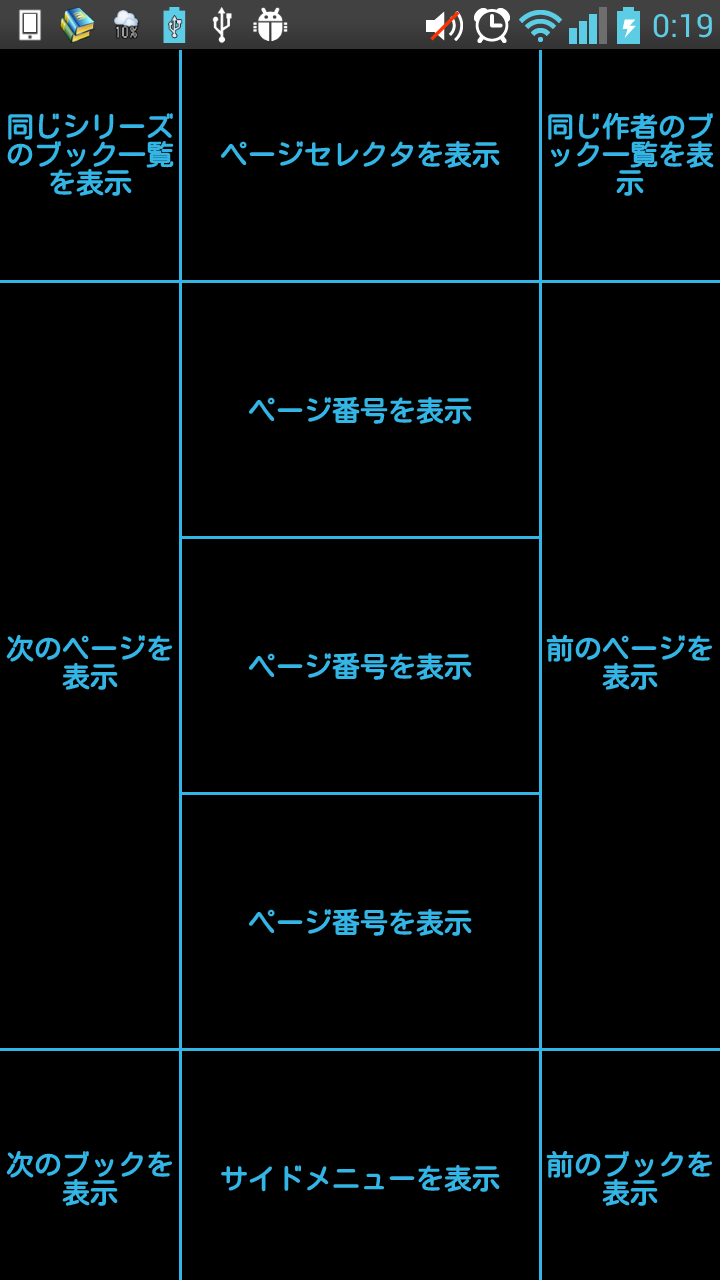 10%
0:19
同じシリーズ
のブック一覧
を表示
ページセレクタを表示
同じ作者のブ
ック一覧を表
示
ページ番号を表示
次のページを
表示
ページ番号を表示
前のページを
表示
ページ番号を表示
次のブックを
表示
サイドメニューを表示
前のブックを
表示